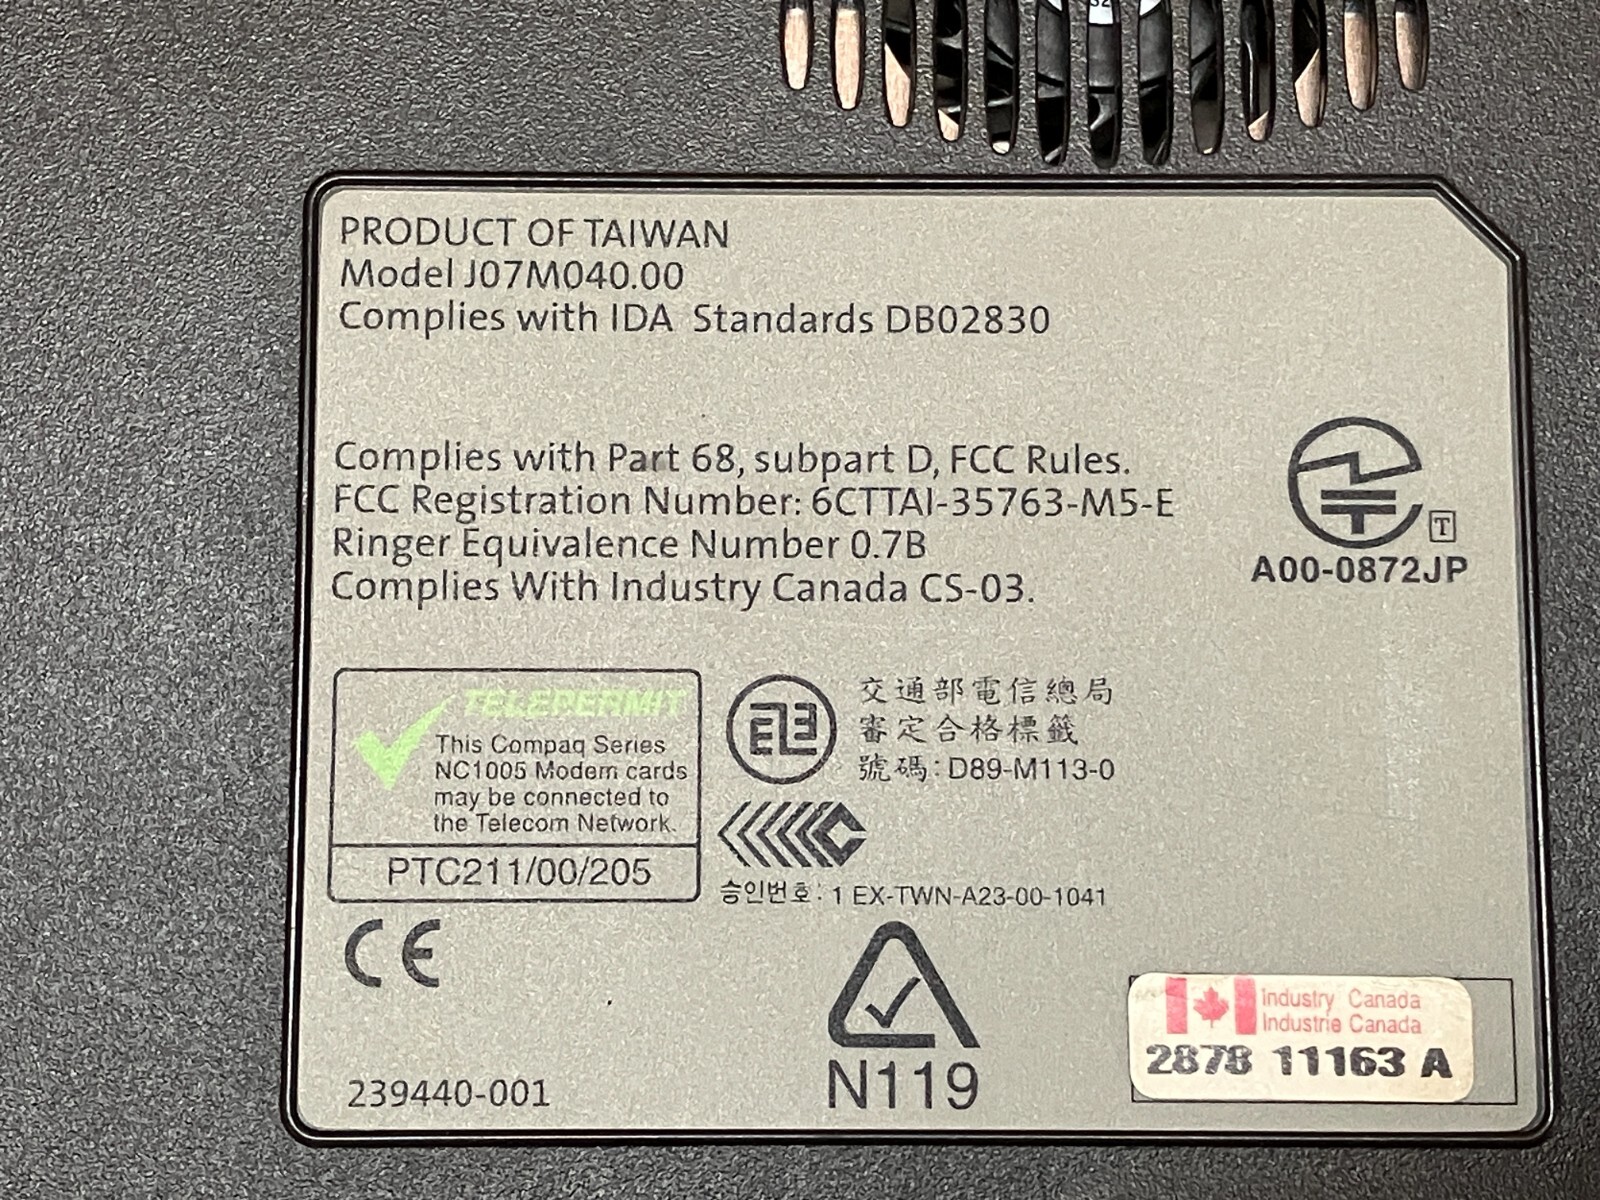 PRODUCT OF TAIWAN
Model J07M040.00
Complies with IDA Standards DB02830
Complies with Part 68, subpart D, FCC Rules.
FCC Registration Number: 6CTTAI-35763-M5-E
Ringer Equivalence Number 0.7B
Complies With Industry Canada CS-03.
T
A00-0872JP
TELEPERMIT
This Compaq Series
NC1005 Modem cards
may be connected to
the Telecom Network.
PTC211/00/205
交通部電信總局
審定合格標籤
號碼: D89-M113-0
승인번호: 1 EX-TWN-A23-00-1041
CE
N119
239440-001
Industry Canada
Industrie Canada
2878 11163 A